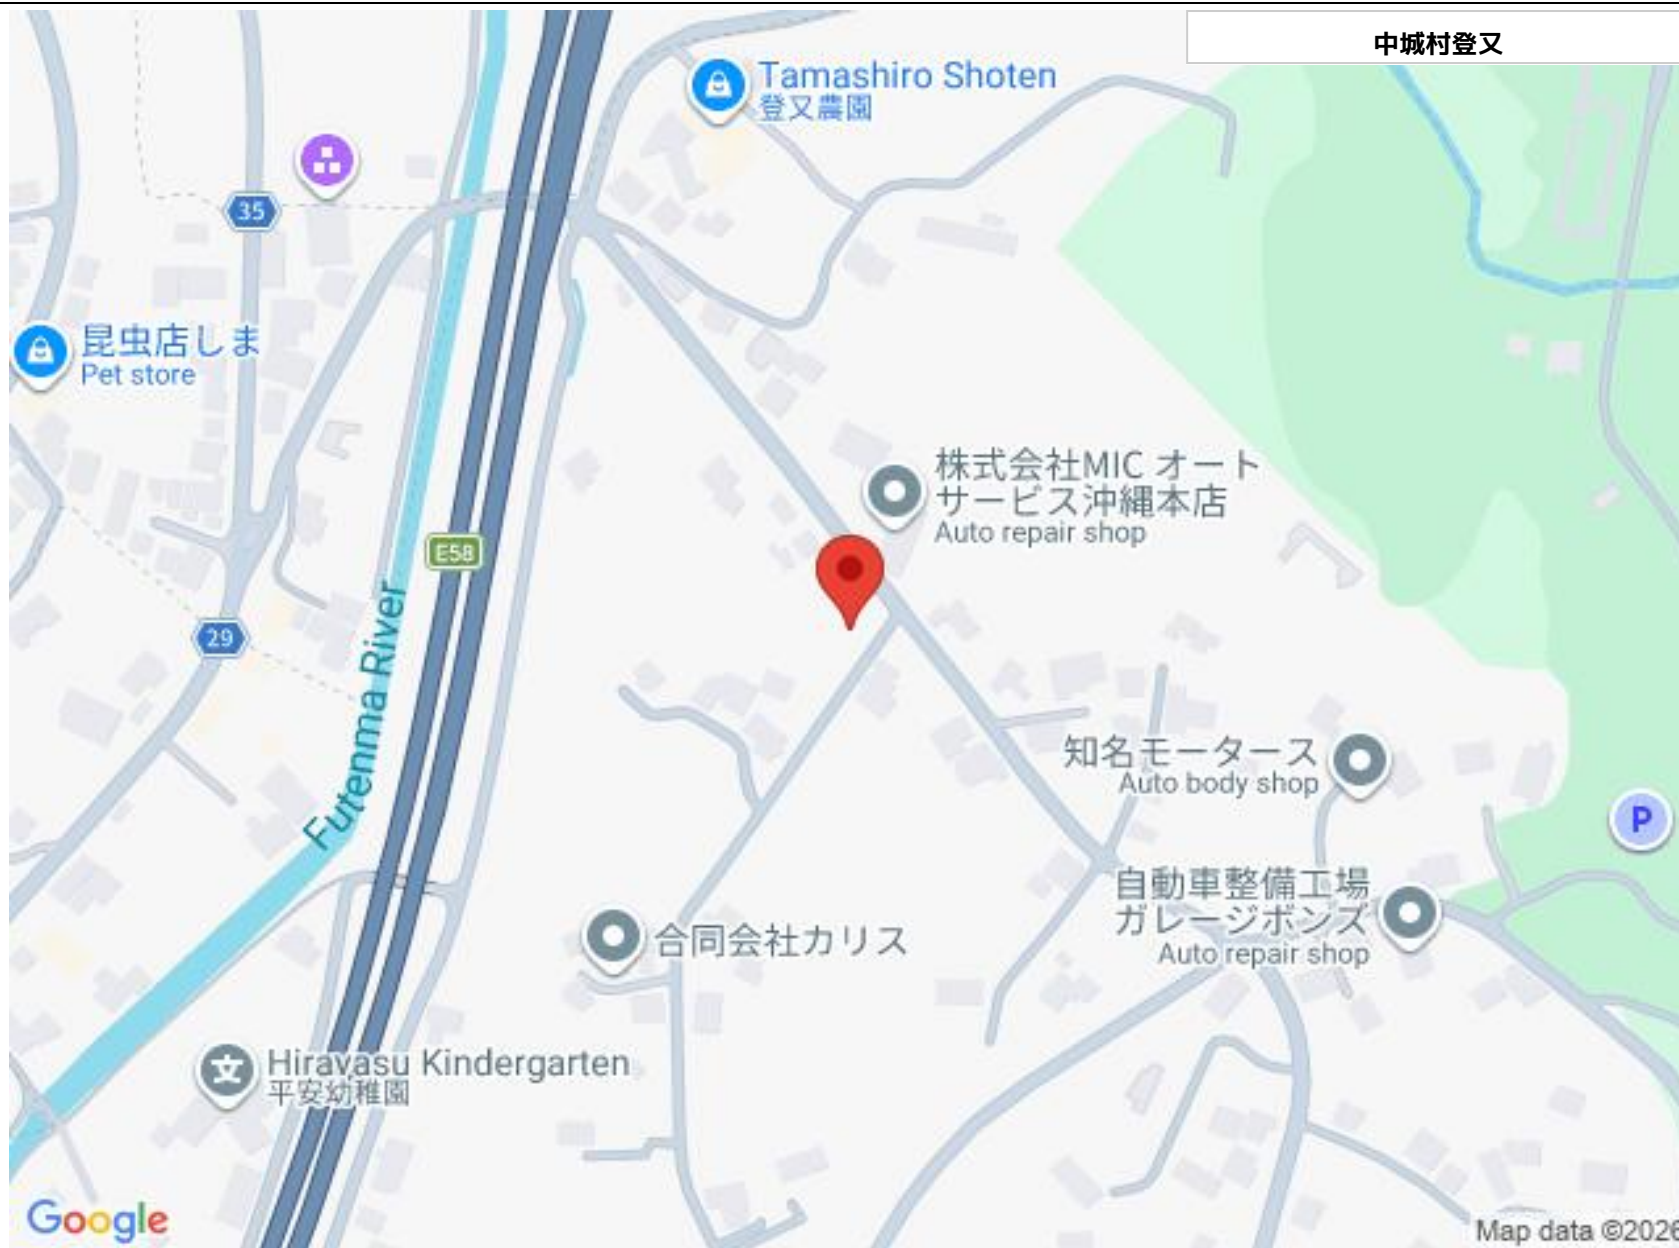 中城村登又
Tamashiro Shoten
登又農園
35
昆虫店しま
Pet store
株式会社MIC オート
サービス沖縄本店
Auto repair shop
E58
29
Futenma River
知名モータース
Auto body shop
P
自動車整備工場
ガレージボンズ
Auto repair shop
合同会社カリス
文
Hirayasu Kindergarten
平安幼稚園
Google
Map data ©2026